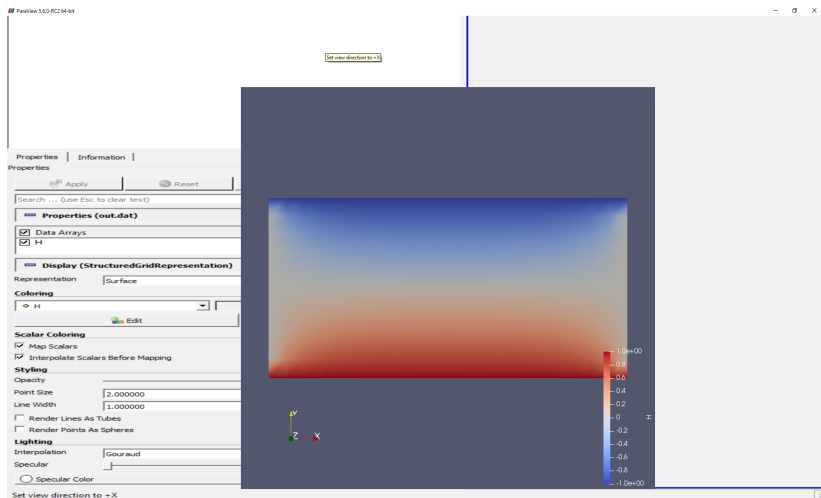 ParaView 5.6.0-RC2 64-bit
Set view direction to +X
Properties Information
Properties
Apply Reset
Search ... (use Esc to clear text)
Properties (out.dat)
Data Arrays
H
Display (StructuredGridRepresentation)
Representation Surface
Coloring
H
Edit
Scalar Coloring
Map Scalars
Interpolate Scalars Before Mapping
Styling
Opacity
Point Size 2.000000
Line Width 1.000000
Render Lines As Tubes
Render Points As Spheres
Lighting
Interpolation Gouraud
Specular
Specular Color
Set view direction to +X
Y
Z X
1.0e+00
0.8
0.6
0.4
0.2
0
-0.2
-0.4
-0.6
-0.8
-1.0e+00
H